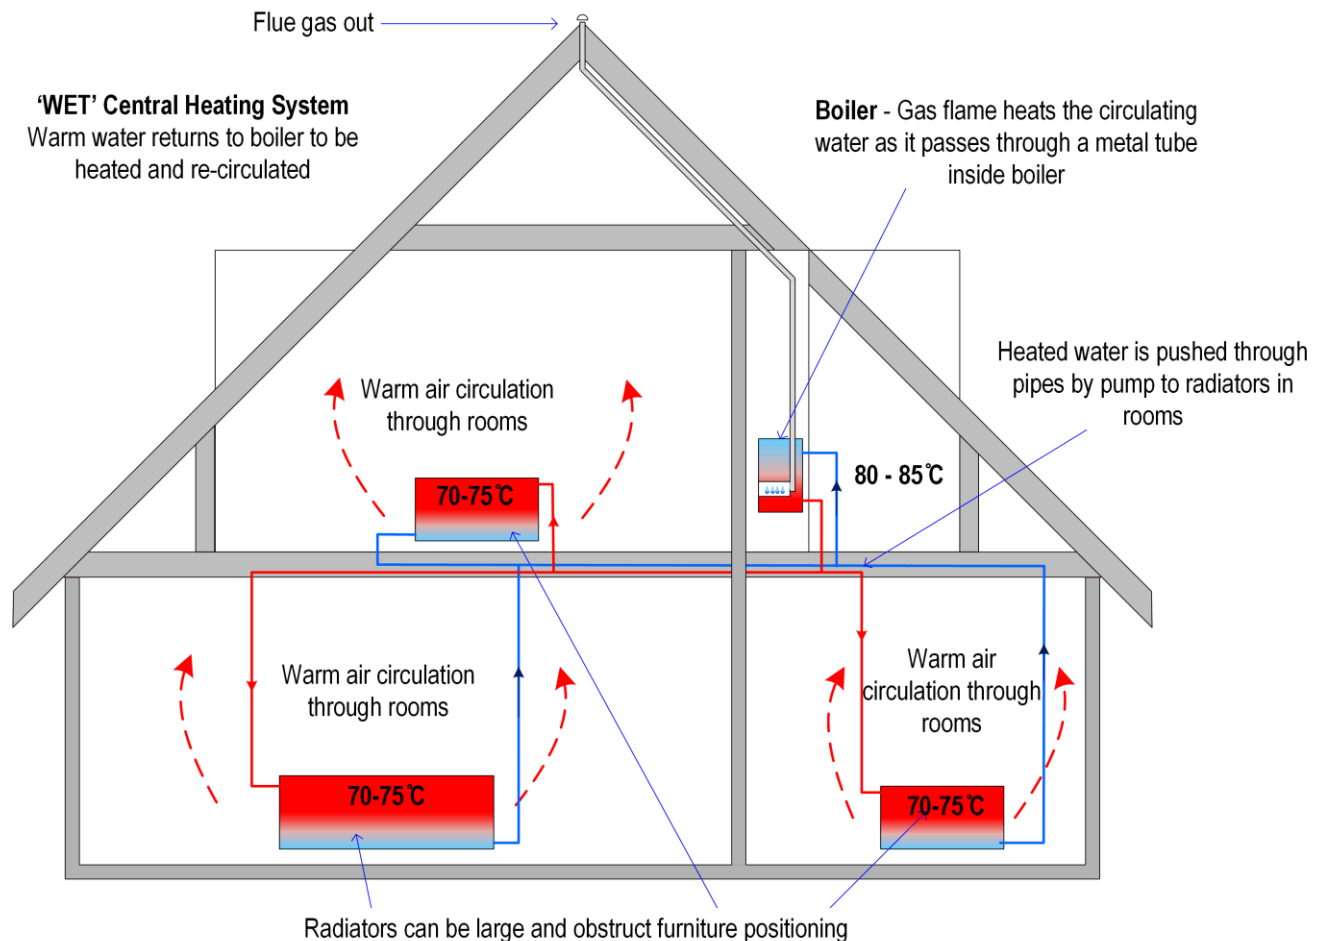 Flue gas out
‘WET’ Central Heating System
Warm water returns to boiler to be
heated and re-circulated
Boiler - Gas flame heats the circulating
water as it passes through a metal tube
inside boiler
Heated water is pushed through
pipes by pump to radiators in
rooms
Warm air circulation
through rooms
80 - 85℃
70-75℃
Warm air circulation
through rooms
Warm air
circulation through
rooms
70-75℃
70-75℃
Radiators can be large and obstruct furniture positioning